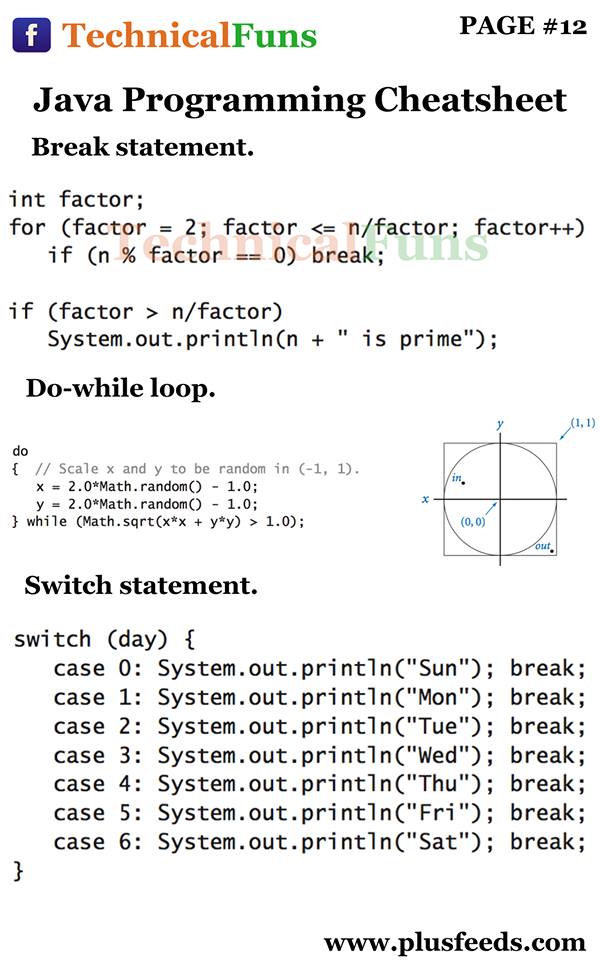 f TechnicalFuns
PAGE #12
Java Programming Cheatsheet
Break statement.
int factor;
for (factor = 2; factor <= n/factor; factor++)
TechnicalFuns
if (n % factor == 0) break;
if (factor > n/factor)
System.out.println(n + " is prime");
Do-while loop.
do
{ // Scale x and y to be random in (-1, 1).
x = 2.0*Math.random() - 1.0;
y = 2.0*Math.random() - 1.0;
} while (Math.sqrt(x*x + y*y) > 1.0);
y
(1, 1)
in
x
(0, 0)
out
Switch statement.
switch (day) {
case 0: System.out.println("Sun"); break;
case 1: System.out.println("Mon"); break;
case 2: System.out.println("Tue"); break;
case 3: System.out.println("Wed"); break;
case 4: System.out.println("Thu"); break;
case 5: System.out.println("Fri"); break;
case 6: System.out.println("Sat"); break;
}
www.plusfeeds.com